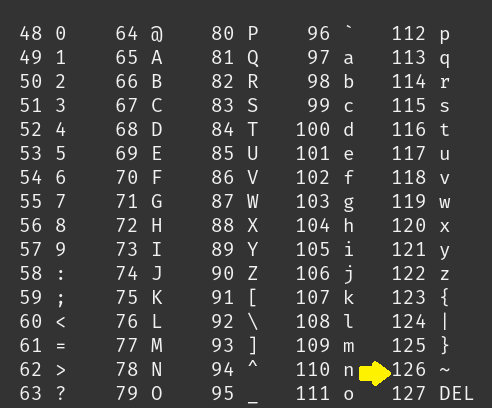 48 0 64 @ 80 P 96 ` 112 p
49 1 65 A 81 Q 97 a 113 q
50 2 66 B 82 R 98 b 114 r
51 3 67 C 83 S 99 c 115 s
52 4 68 D 84 T 100 d 116 t
53 5 69 E 85 U 101 e 117 u
54 6 70 F 86 V 102 f 118 v
55 7 71 G 87 W 103 g 119 w
56 8 72 H 88 X 104 h 120 x
57 9 73 I 89 Y 105 i 121 y
58 : 74 J 90 Z 106 j 122 z
59 ; 75 K 91 [ 107 k 123 {
60 < 76 L 92 \ 108 l 124 |
61 = 77 M 93 ] 109 m 125 }
62 > 78 N 94 ^ 110 n 126 ~
63 ? 79 O 95 _ 111 o 127 DEL